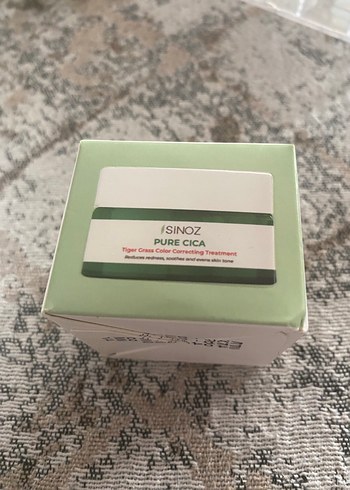 SINOZ
PURE CICA
Tiger Grass Color Correcting Treatment
Reduces redness, soothes and evens skin tone